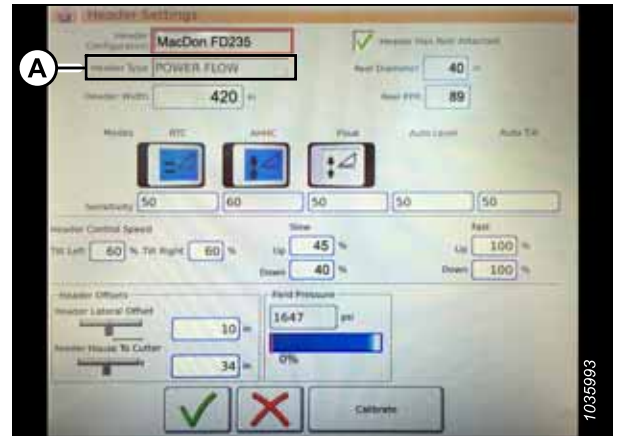 Header Settings
Header Configuration MacDon FD235
Header Has Reel Attached
A
Header Type POWER FLOW
Reel Diameter 40 in
Header Width 420 in
Reel PPR 89
Modes RTC AHHC Float Auto Level Auto Tilt
Sensitivity 50 60 50 50 50
Header Control Speed
Slow
Fast
Tilt Left 60 % Tilt Right 60 %
Up 45 %
Up 100 %
Down 40 %
Down 100 %
Header Offsets
Field Pressure
Header Lateral Offset
1647 psi
10 in
Feeder House To Cutter
0%
34 in
Calibrate
1035993